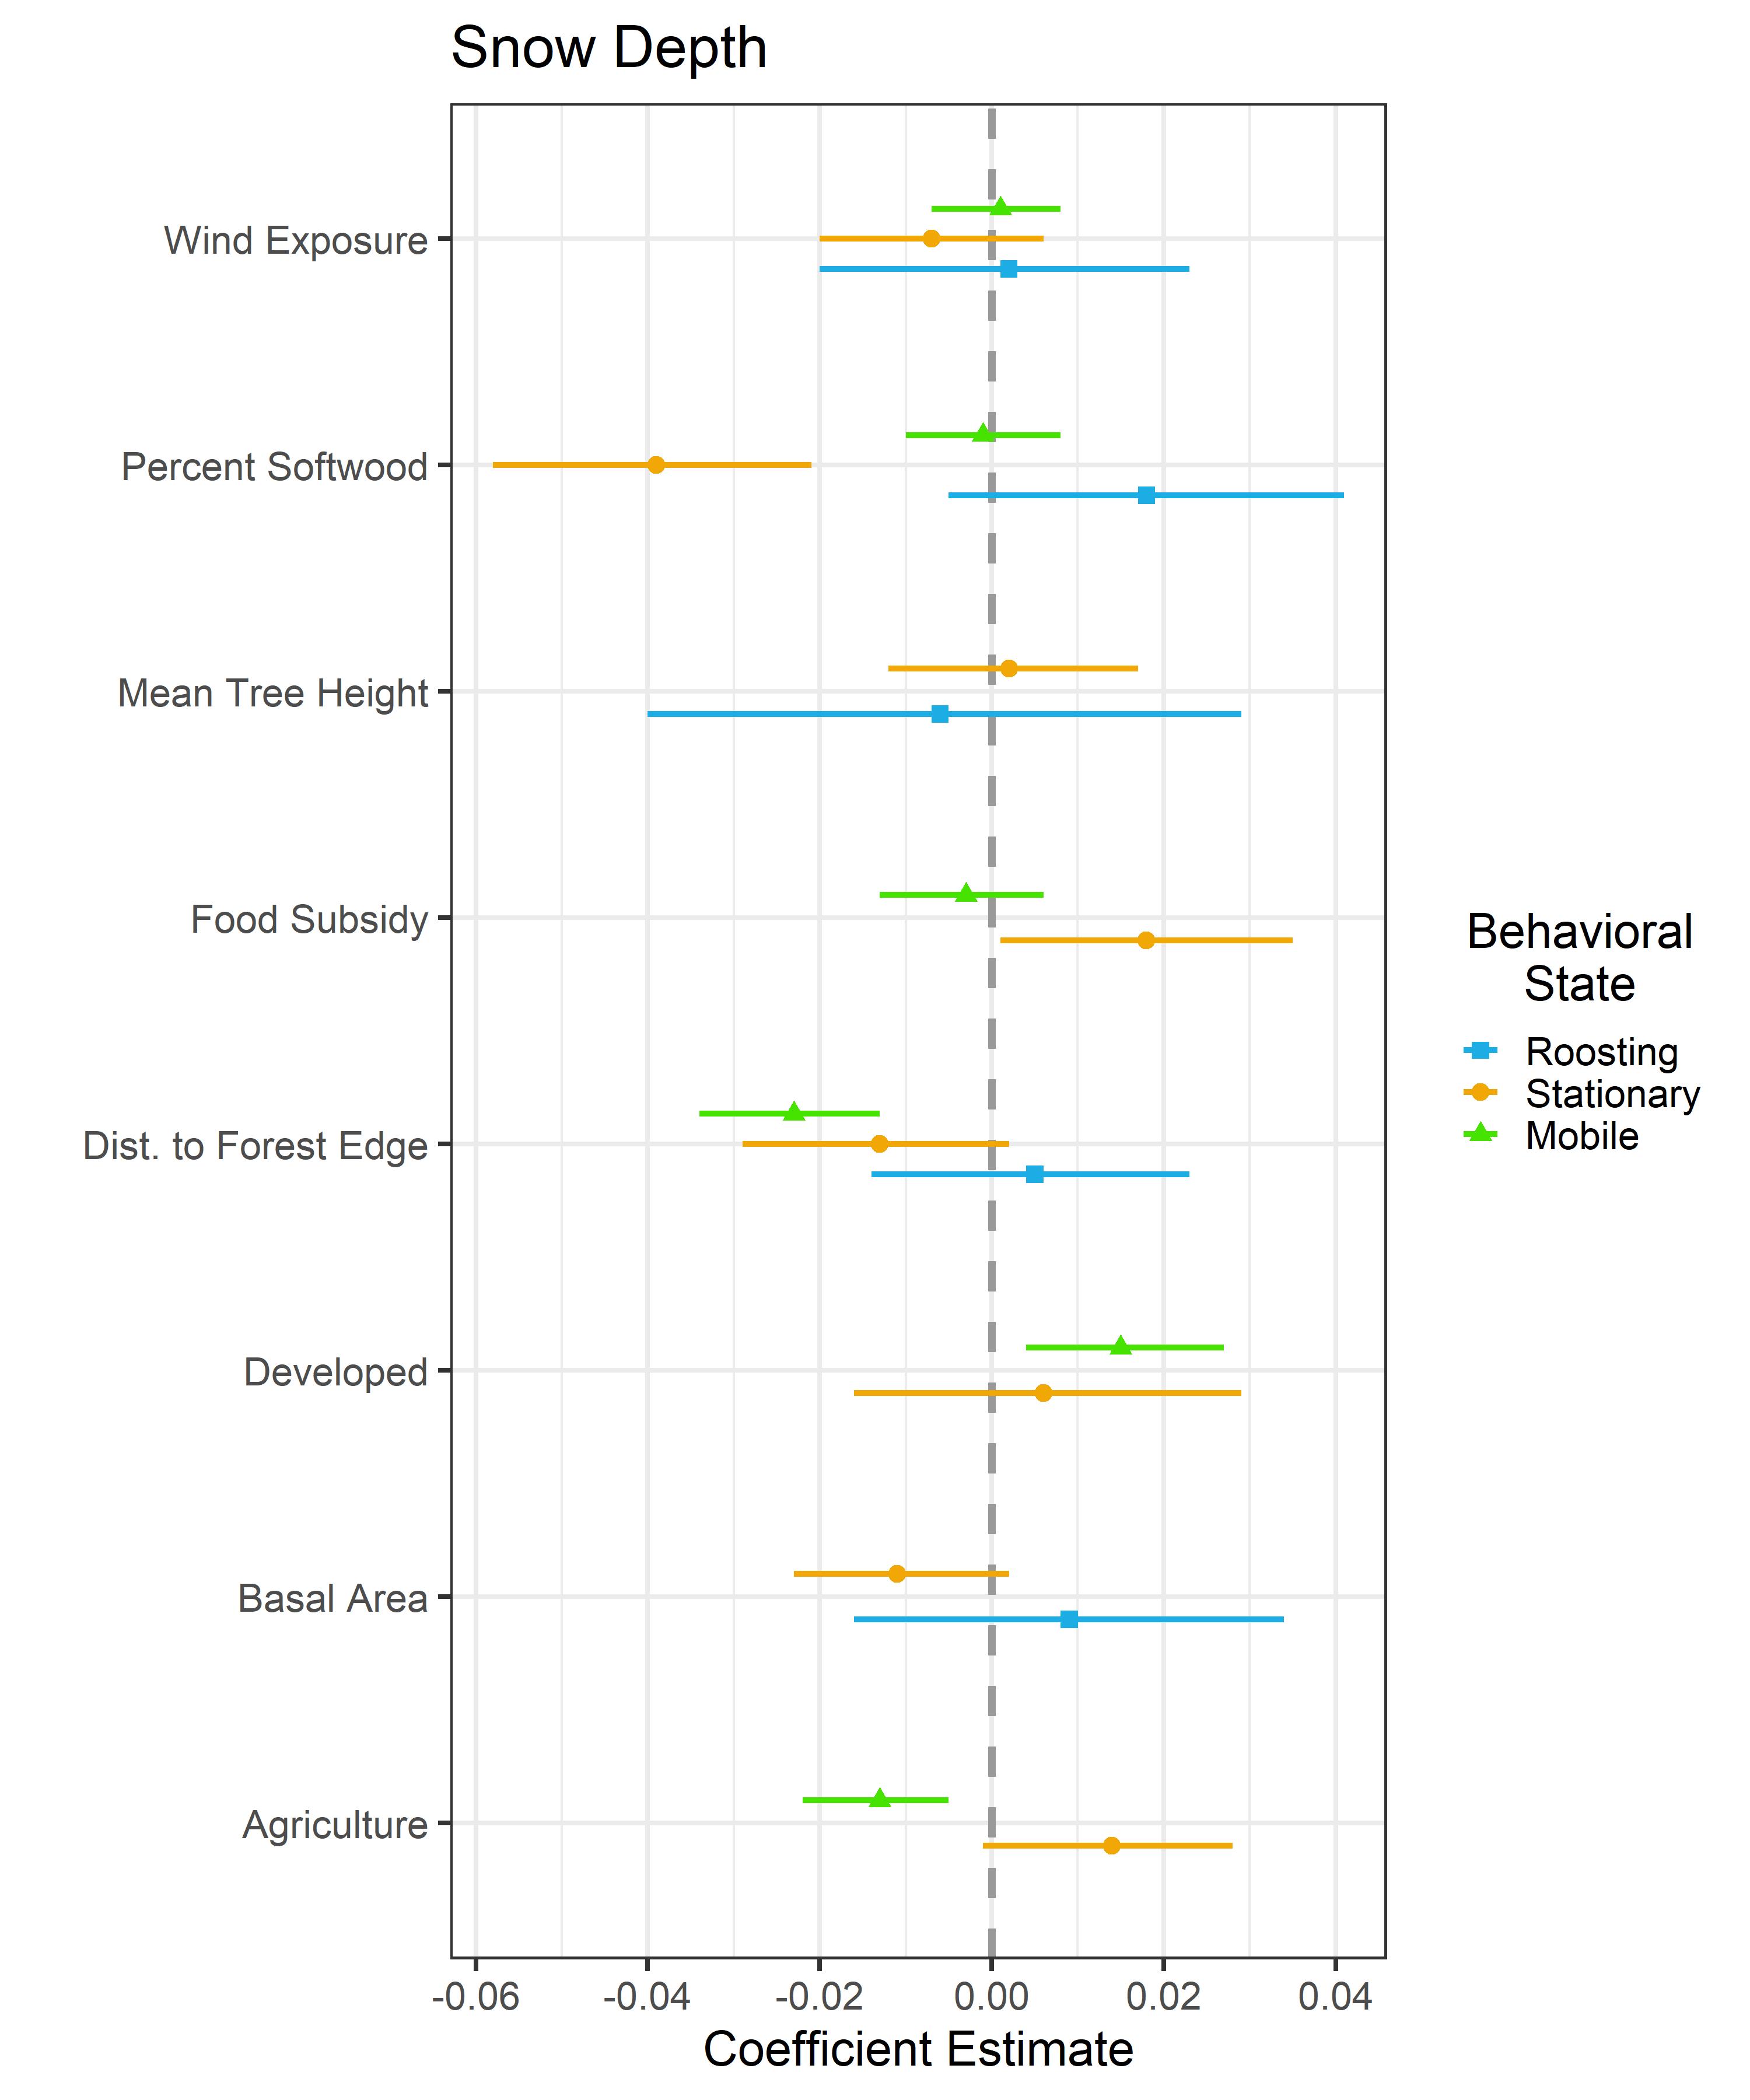 Snow Depth
Wind Exposure
Percent Softwood
Mean Tree Height
Food Subsidy
Dist. to Forest Edge
Developed
Basal Area
Agriculture
-0.06 -0.04 -0.02 0.00 0.02 0.04
Coefficient Estimate
Behavioral
State
Roosting
Stationary
Mobile